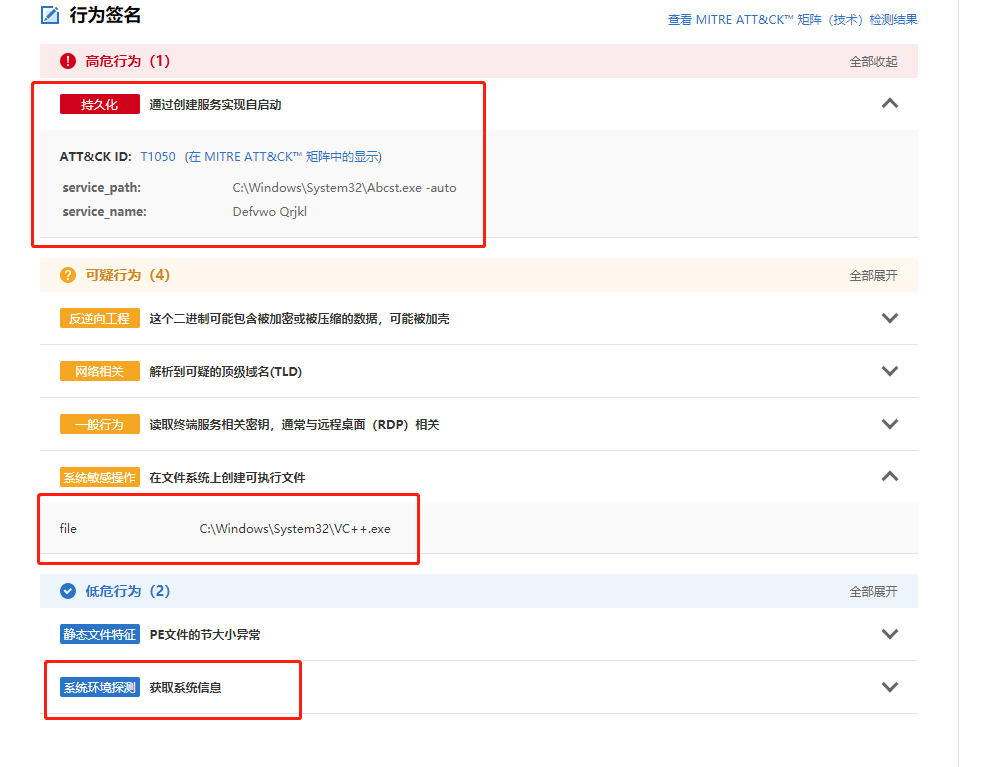 行为签名
查看 MITRE ATT&CK™ 矩阵（技术）检测结果
高危行为（1） 全部收起
持久化 通过创建服务实现自启动
ATT&CK ID: T1050 (在 MITRE ATT&CK™ 矩阵中的显示)
service_path: C:\Windows\System32\Abcst.exe -auto
service_name: Defvwo Qrjkl
可疑行为（4） 全部展开
反逆向工程 这个二进制可能包含被加密或被压缩的数据，可能被加壳
网络相关 解析到可疑的顶级域名(TLD)
一般行为 读取终端服务相关密钥，通常与远程桌面（RDP）相关
系统敏感操作 在文件系统上创建可执行文件
file C:\Windows\System32\VC++.exe
低危行为（2） 全部展开
静态文件特征 PE文件的节大小异常
系统环境探测 获取系统信息